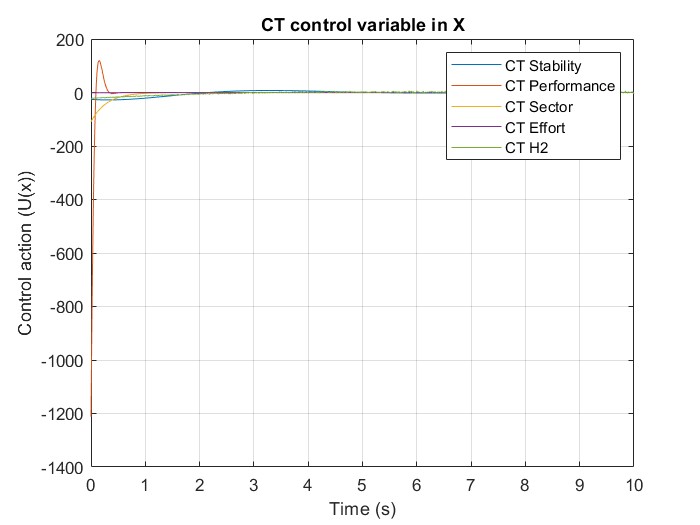 CT control variable in X
200
0
-200
-400
-600
-800
-1000
-1200
-1400
Control action (U(x))
CT Stability
CT Performance
CT Sector
CT Effort
CT H2
0 1 2 3 4 5 6 7 8 9 10
Time (s)